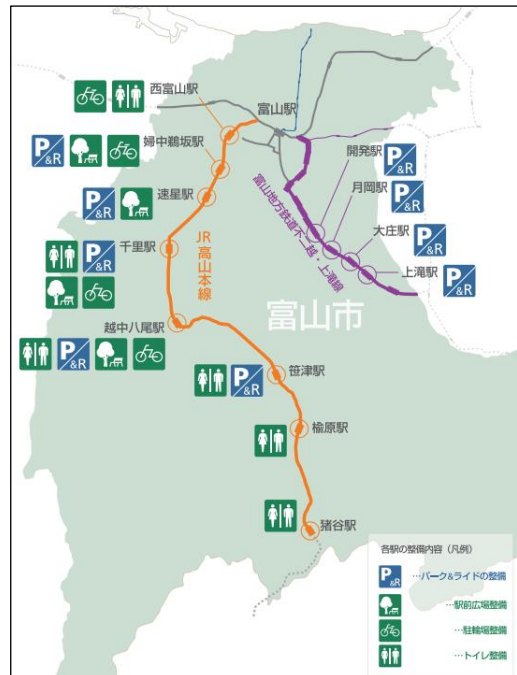 西富山駅
富山駅
婦中鵜坂駅
P&R
速星駅
P&R
千里駅
P&R
JR高山本線
越中八尾駅
P&R
富山地方鉄道不二越・上滝線
開発駅
P&R
月岡駅
P&R
大庄駅
P&R
上滝駅
P&R
富山市
笹津駅
P&R
楡原駅
猪谷駅
各駅の整備内容（凡例）
P&R
…パーク&ライドの整備
…駅前広場整備
…駐輪場整備
…トイレ整備